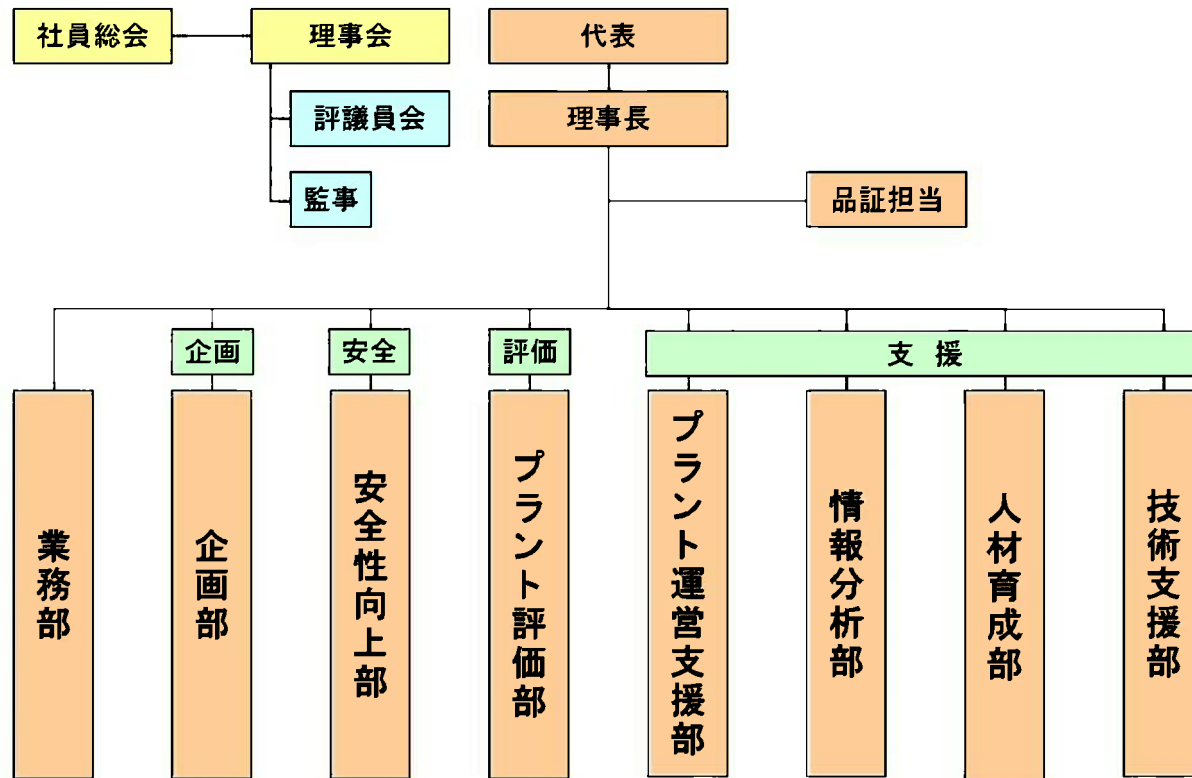 社員総会
理事会
代表
評議員会
理事長
監事
品証担当
企画
安全
評価
支援
業務部
企画部
安全性向上部
プラント評価部
プラント運営支援部
情報分析部
人材育成部
技術支援部